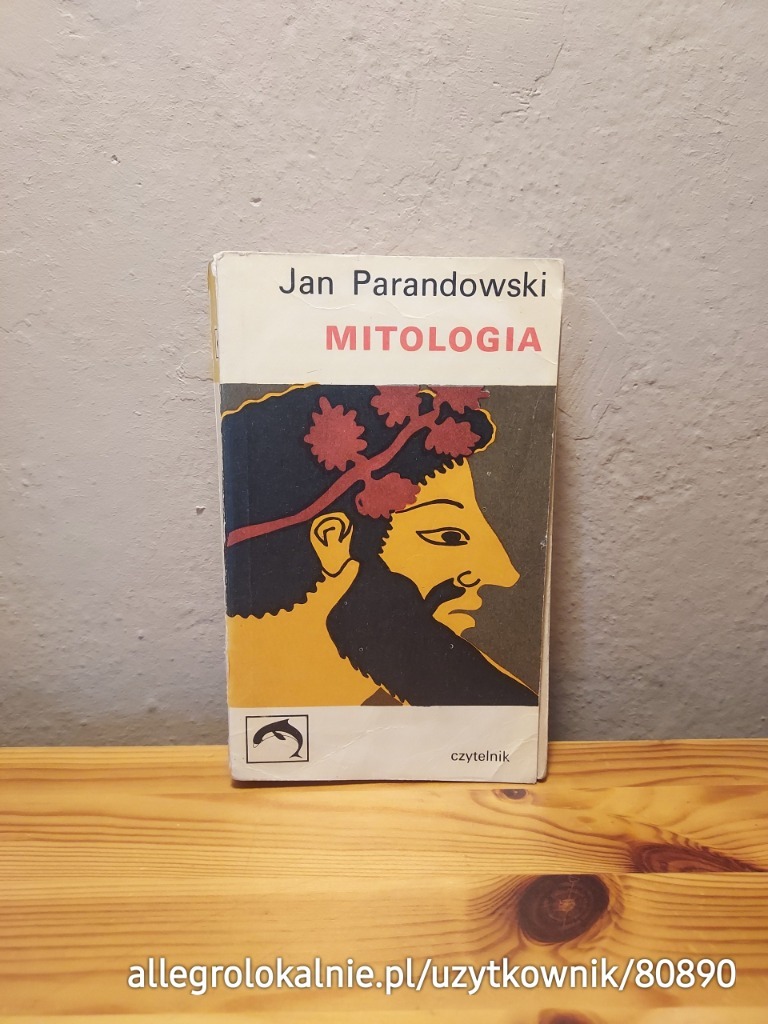 Jan Parandowski
MITOLOGIA
czytelnik
allegrolokalnie.pl/uzytkownik/80890